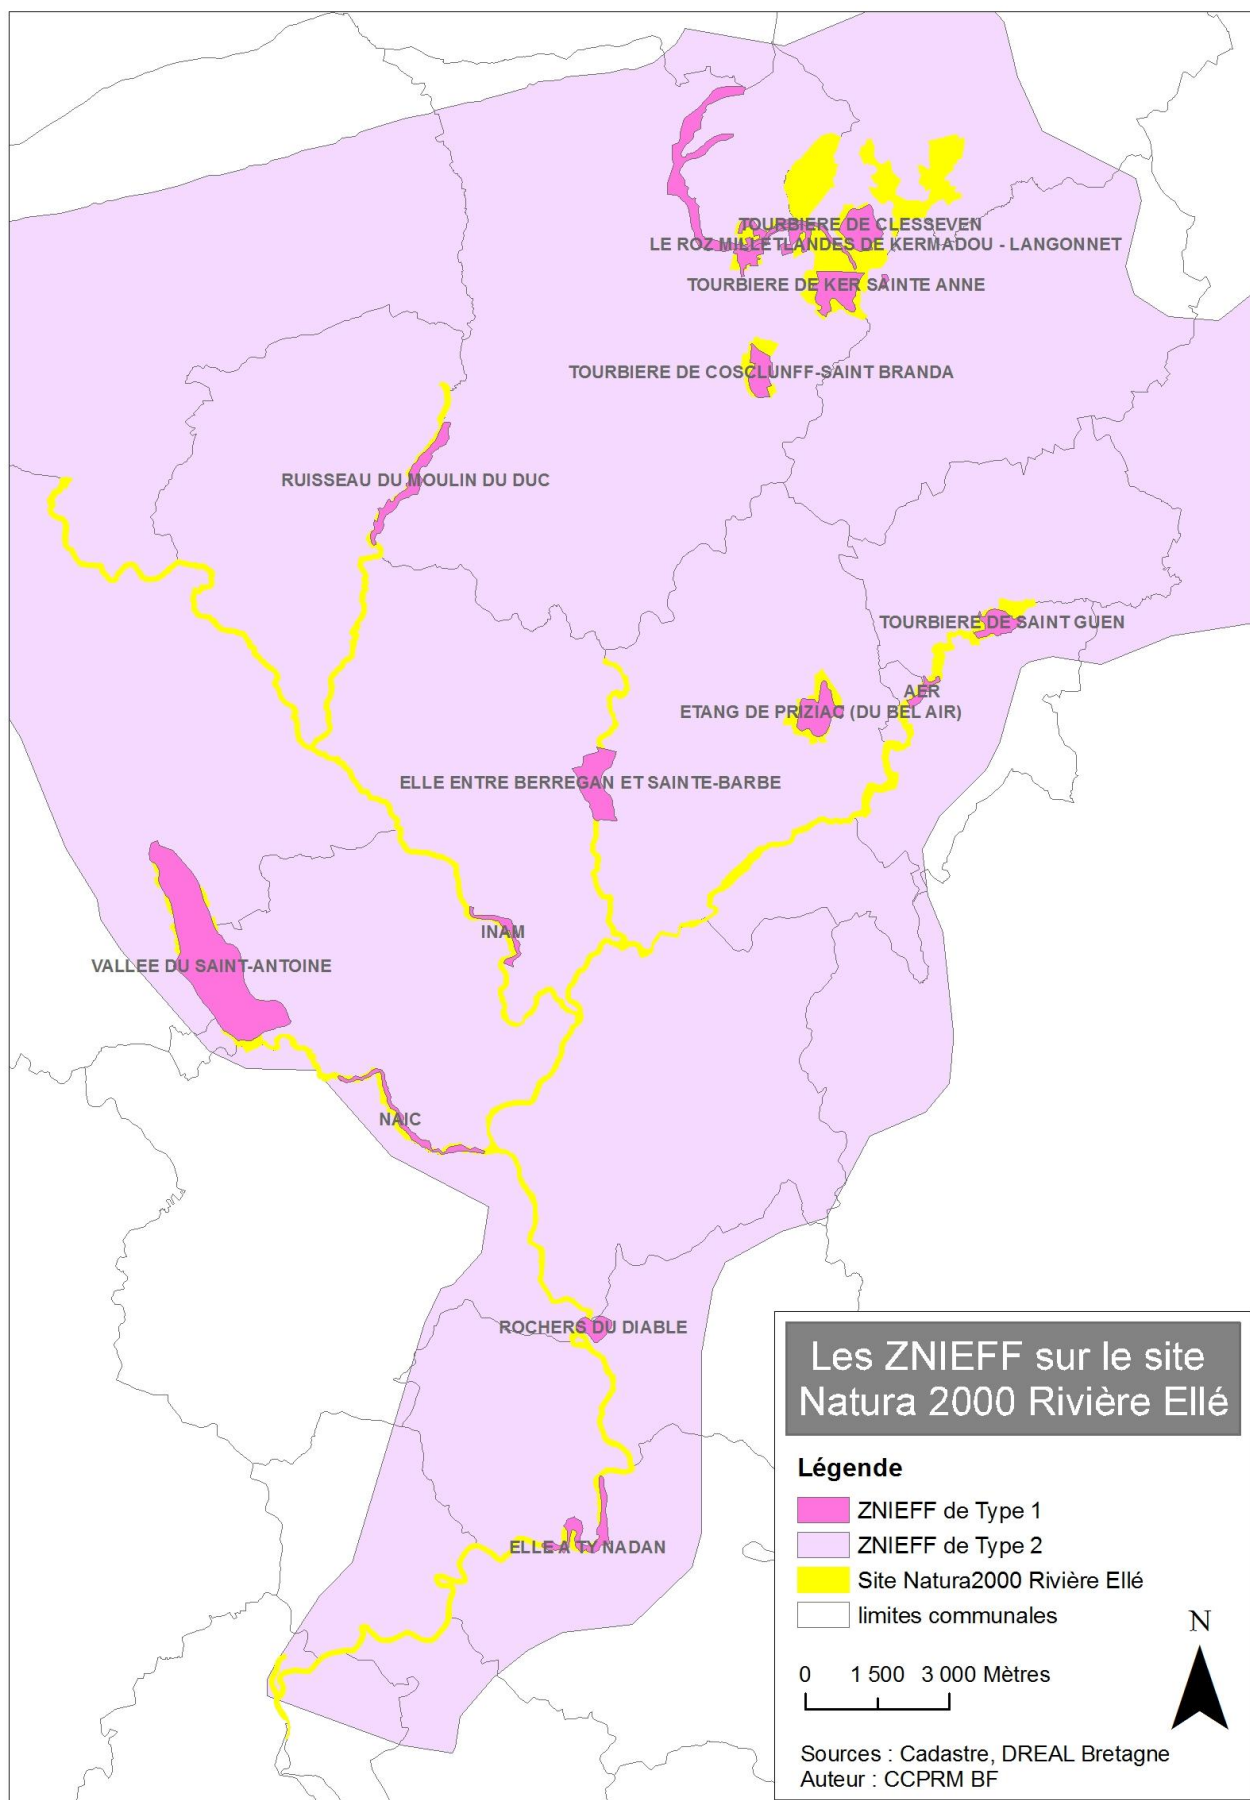 TOURBIERE DE CLESSEVEN
LE ROZ MILLETLANDES DE KERMADOU - LANGONNET
TOURBIERE DE KER SAINTE ANNE
TOURBIERE DE COSCLUNFF-SAINT BRANDA
RUISSEAU DU MOULIN DU DUC
TOURBIERE DE SAINT GUEN
AER
ETANG DE PRIZIAC (DU BEL AIR)
ELLE ENTRE BERREGAN ET SAINTE-BARBE
INAM
VALLEE DU SAINT-ANTOINE
NAIC
ROCHERS DU DIABLE
ELLE A TY NADAN
Les ZNIEFF sur le site
Natura 2000 Rivière Ellé
Légende
ZNIEFF de Type 1
ZNIEFF de Type 2
Site Natura2000 Rivière Ellé
limites communales
N
0 1 500 3 000 Mètres
Sources : Cadastre, DREAL Bretagne
Auteur : CCPRM BF